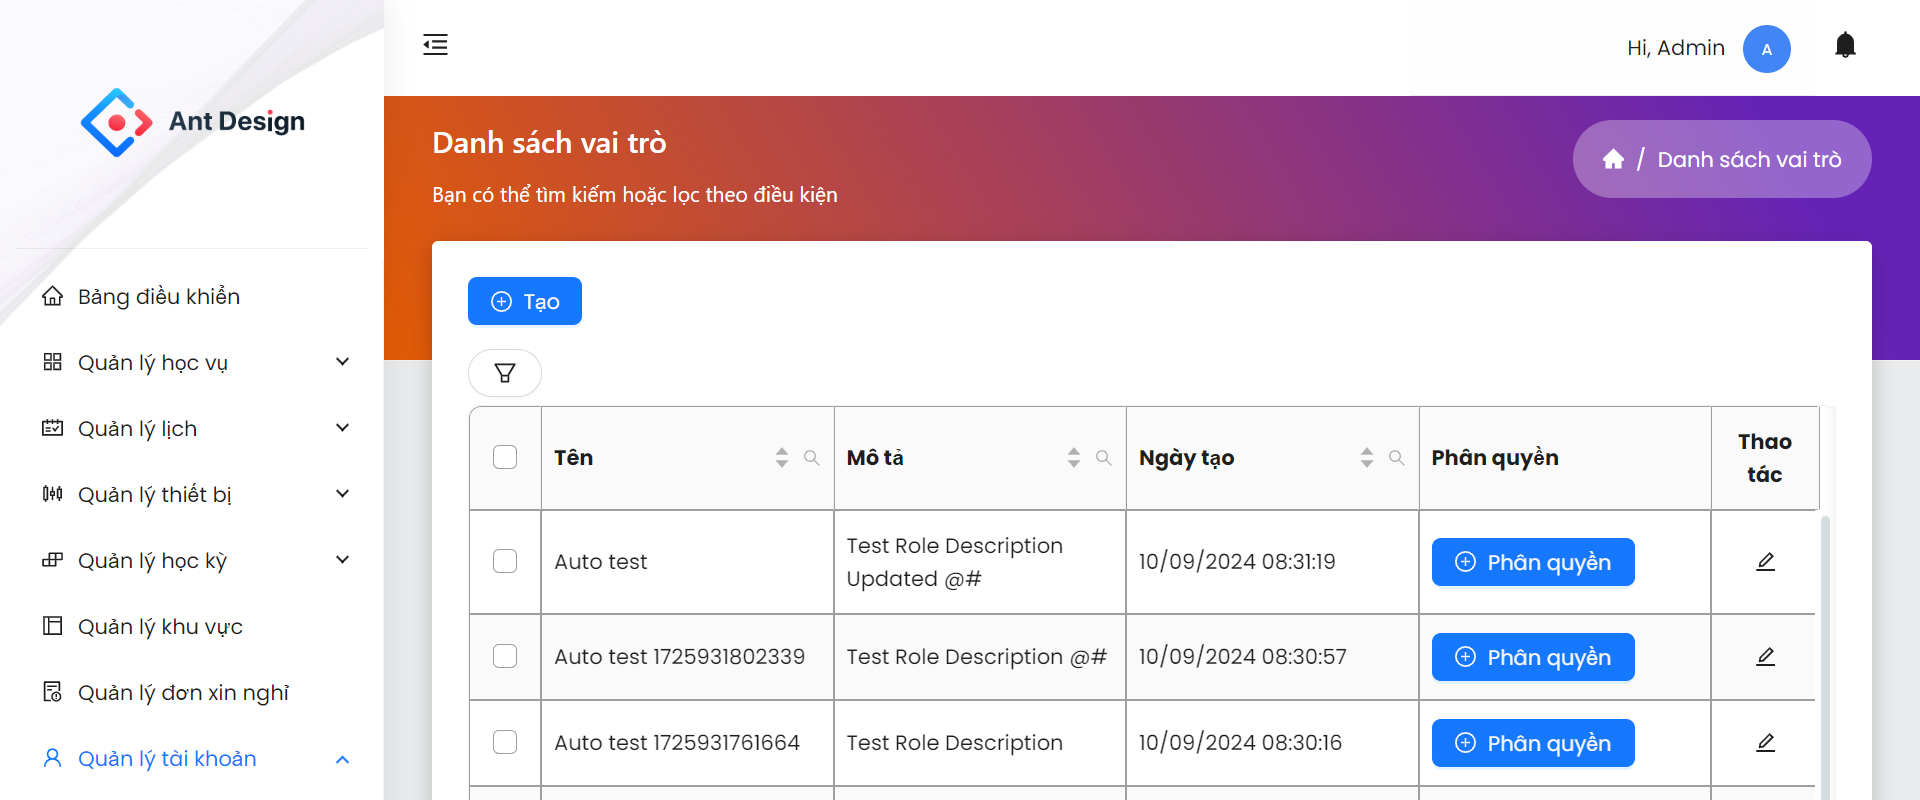 Ant Design
Bảng điều khiển
Quản lý học vụ
Quản lý lịch
Quản lý thiết bị
Quản lý học kỳ
Quản lý khu vực
Quản lý đơn xin nghỉ
Quản lý tài khoản
Hi, Admin A
Danh sách vai trò
Bạn có thể tìm kiếm hoặc lọc theo điều kiện
/ Danh sách vai trò
Tạo
Tên Mô tả Ngày tạo Phân quyền Thao
tác
Auto test Test Role Description
Updated @# 10/09/2024 08:31:19 Phân quyền
Auto test 1725931802339 Test Role Description @# 10/09/2024 08:30:57 Phân quyền
Auto test 1725931761664 Test Role Description 10/09/2024 08:30:16 Phân quyền